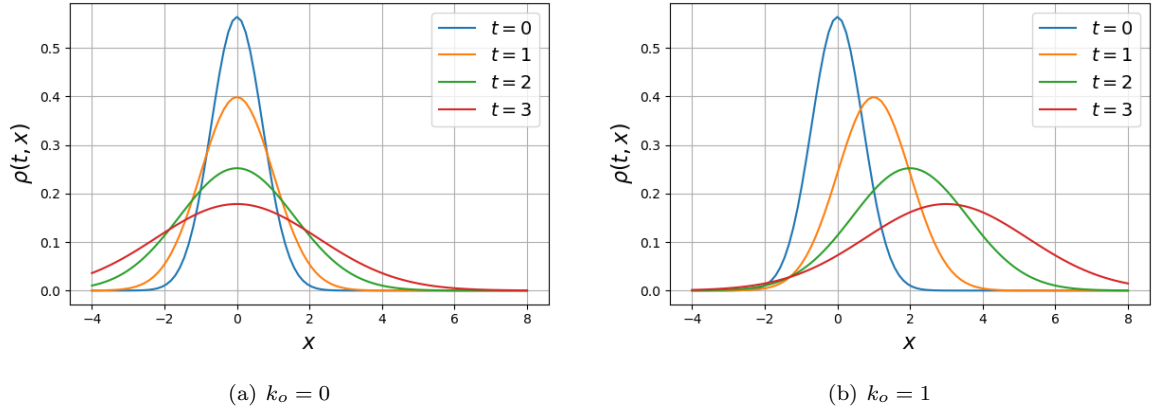 0.5
0.4
0.3
0.2
0.1
0.0
ρ(t, x)
−4 −2 0 2 4 6 8
x
t = 0
t = 1
t = 2
t = 3
(a) k_o = 0
0.5
0.4
0.3
0.2
0.1
0.0
ρ(t, x)
−4 −2 0 2 4 6 8
x
t = 0
t = 1
t = 2
t = 3
(b) k_o = 1